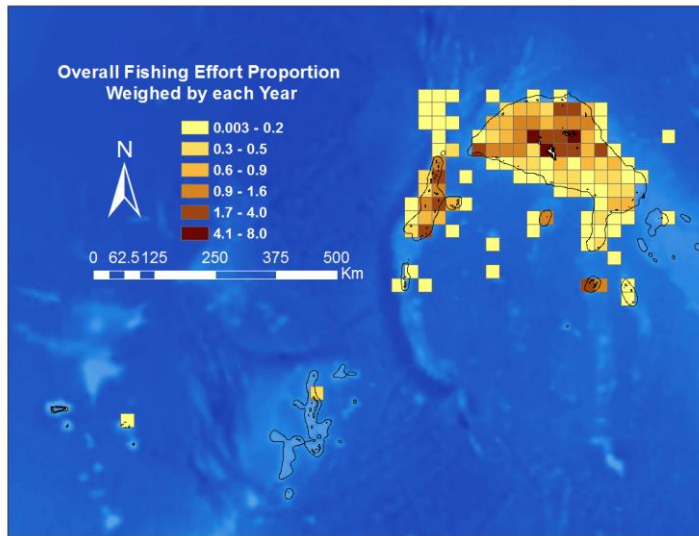 Overall Fishing Effort Proportion
Weighed by each Year
N
0.003 - 0.2
0.3 - 0.5
0.6 - 0.9
0.9 - 1.6
1.7 - 4.0
4.1 - 8.0
0 62.5 125 250 375 500
Km